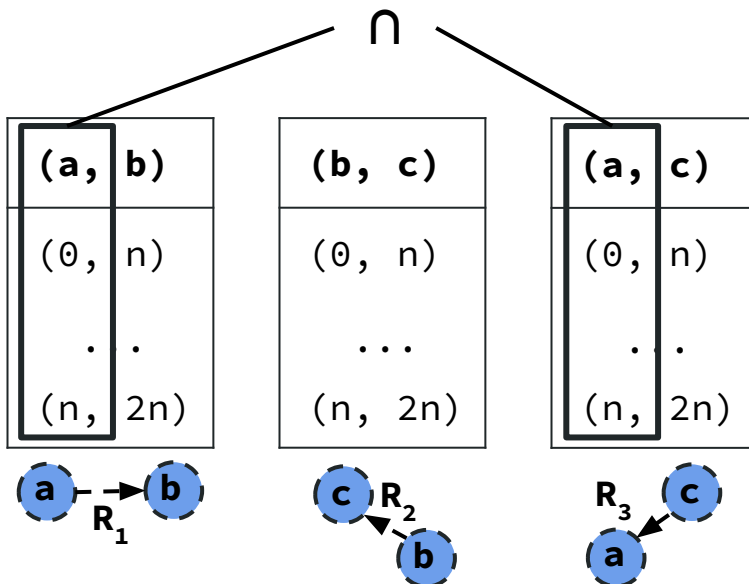 ∩
(a, b) (b, c) (a, c)
(0, n) (0, n) (0, n)
... ... ...
(n, 2n) (n, 2n) (n, 2n)
a b c R2 R3 c
R1 b a